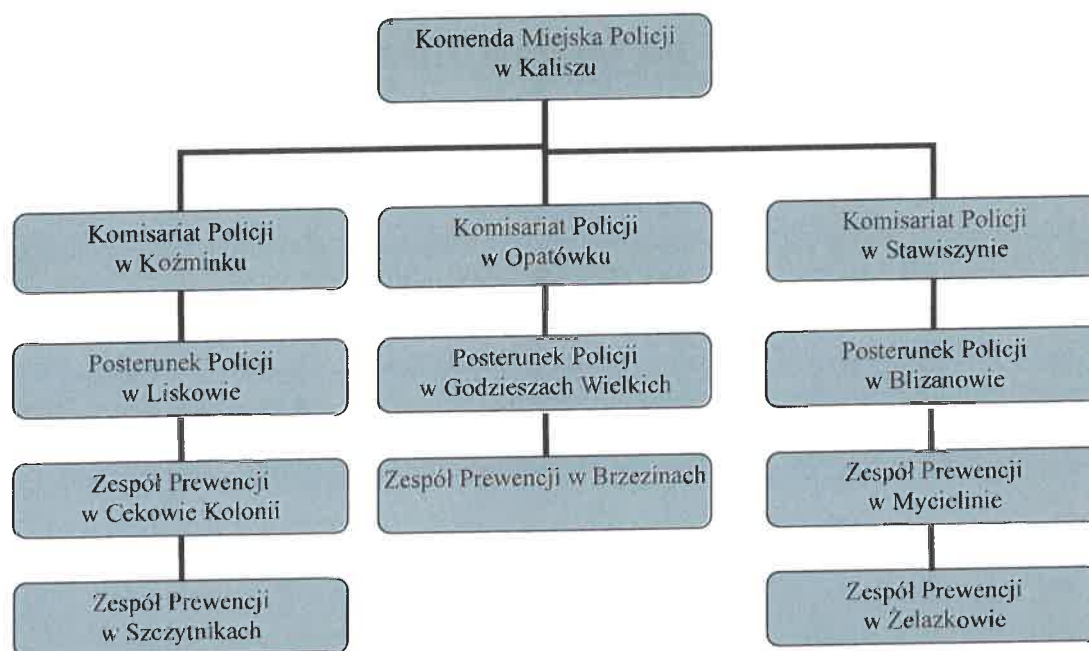 Komenda Miejska Policji
w Kaliszu
Komisariat Policji
w Koźminku
Komisariat Policji
w Opatówku
Komisariat Policji
w Stawiszynie
Posterunek Policji
w Liskowie
Posterunek Policji
w Godzieszach Wielkich
Posterunek Policji
w Blizanowie
Zespół Prewencji
w Cekowie Kolonii
Zespół Prewencji w Brzezinach
Zespół Prewencji
w Mycielinie
Zespół Prewencji
w Szczytnikach
Zespół Prewencji
w Żelazkowie